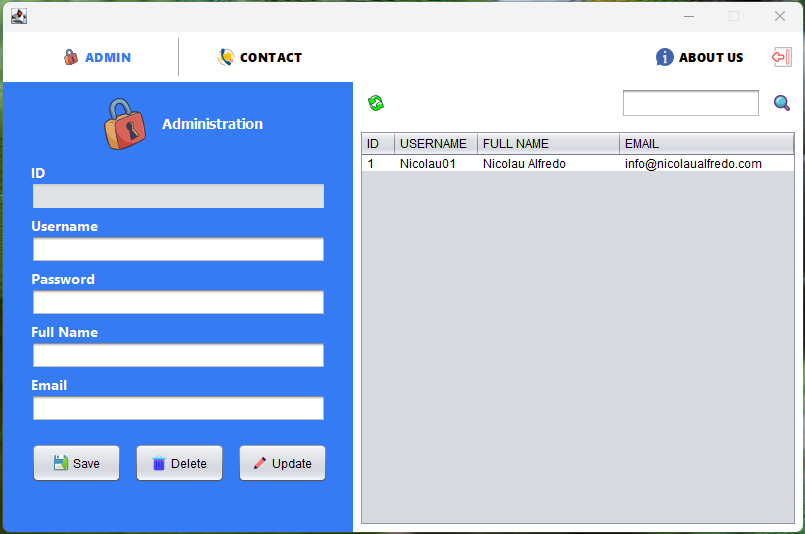 ADMIN
CONTACT
ABOUT US
Administration
ID
Username
Password
Full Name
Email
Save Delete Update
ID USERNAME FULL NAME EMAIL
1 Nicolau01 Nicolau Alfredo info@nicolaualfredo.com